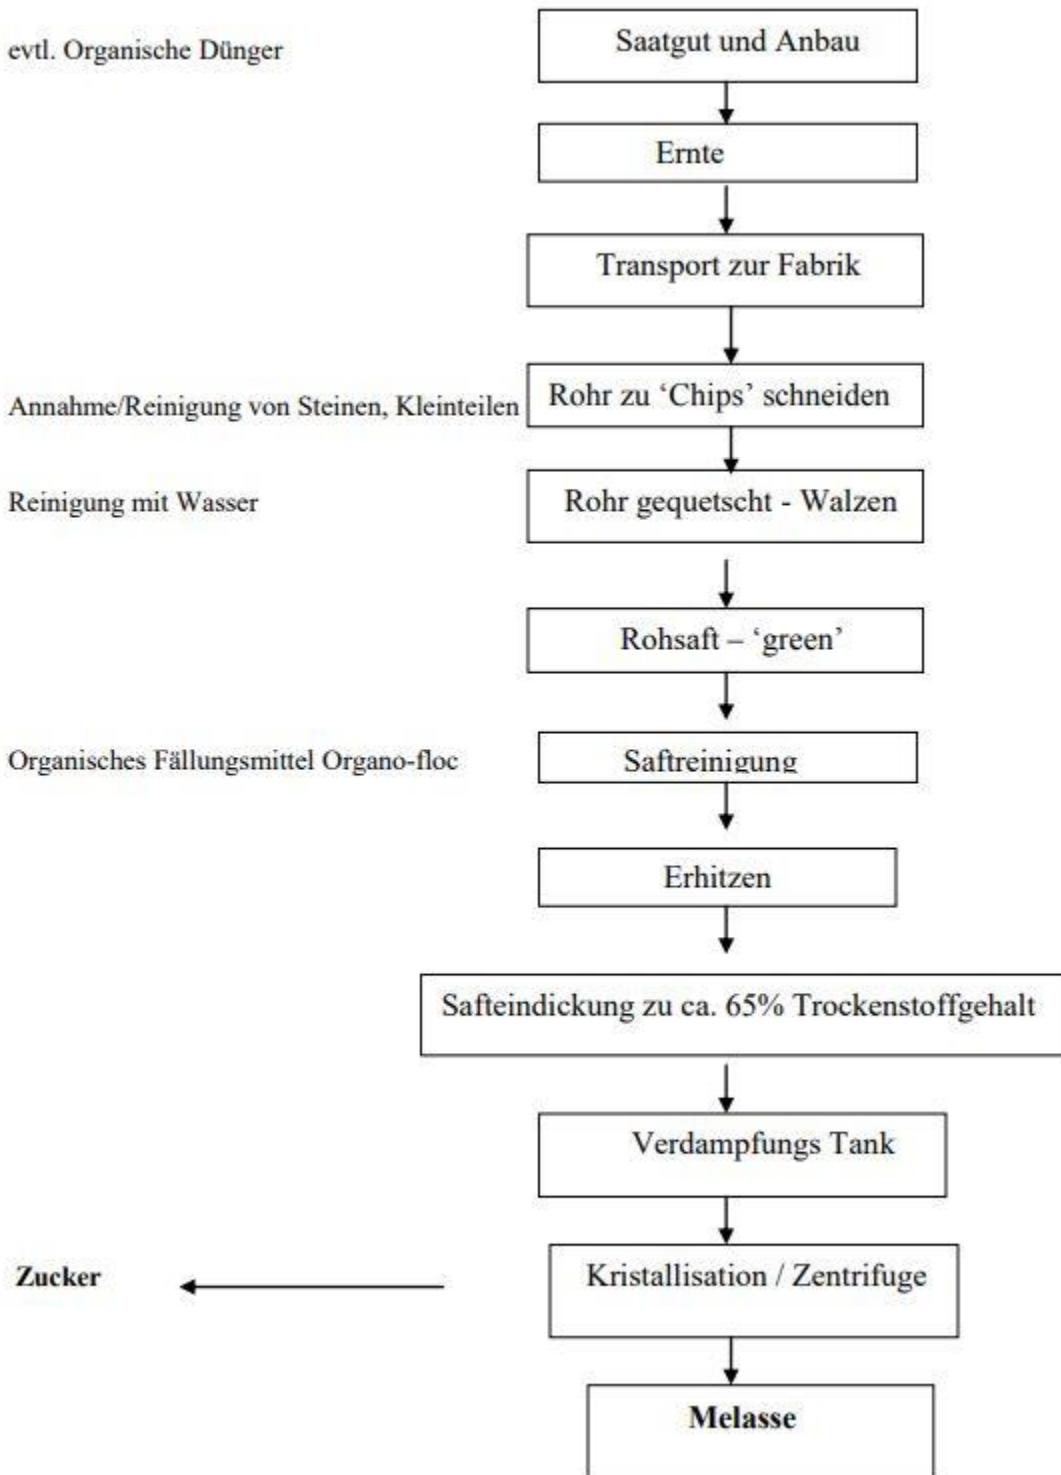 evtl. Organische Dünger
Saatgut und Anbau
Ernte
Transport zur Fabrik
Annahme/Reinigung von Steinen, Kleinteilen
Rohr zu ‘Chips’ schneiden
Reinigung mit Wasser
Rohr gequetscht - Walzen
Rohsaft – ‘green’
Organisches Fällungsmittel Organo-floc
Saftreinigung
Erhitzen
Safteindickung zu ca. 65% Trockenstoffgehalt
Verdampfungs Tank
Zucker
Kristallisation / Zentrifuge
Melasse